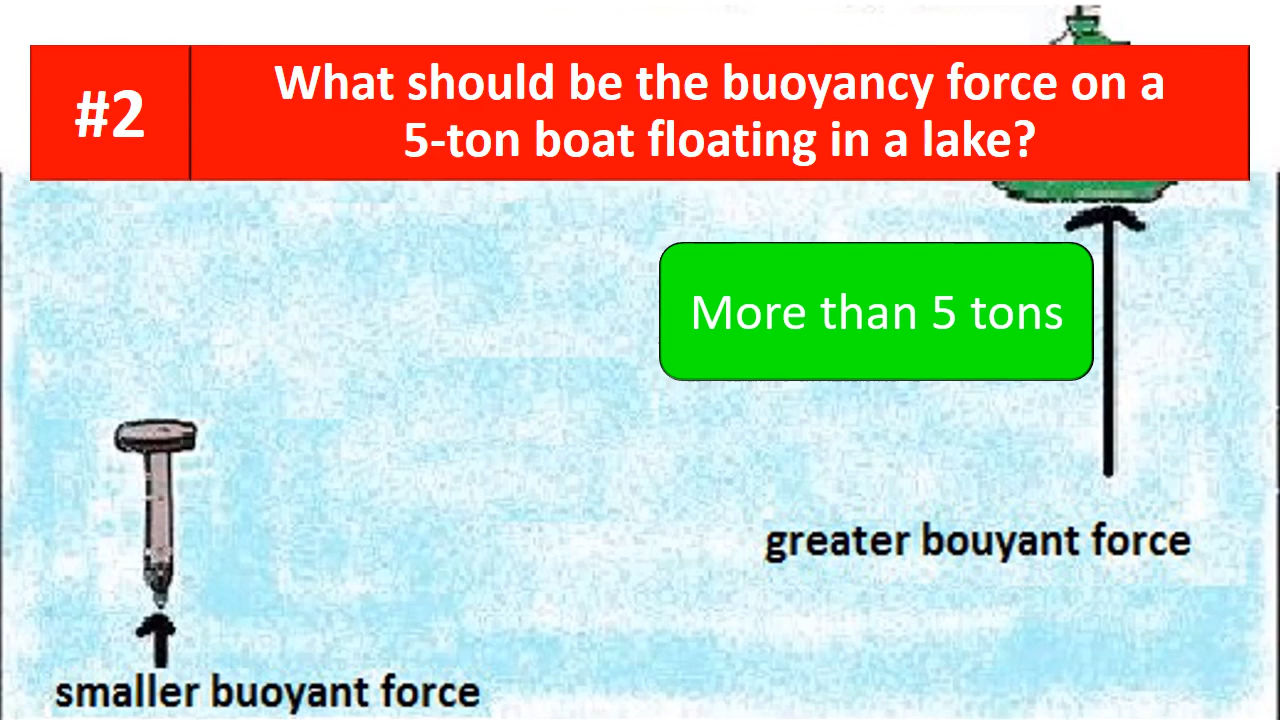 #2
What should be the buoyancy force on a
5-ton boat floating in a lake?
More than 5 tons
greater bouyant force
smaller buoyant force